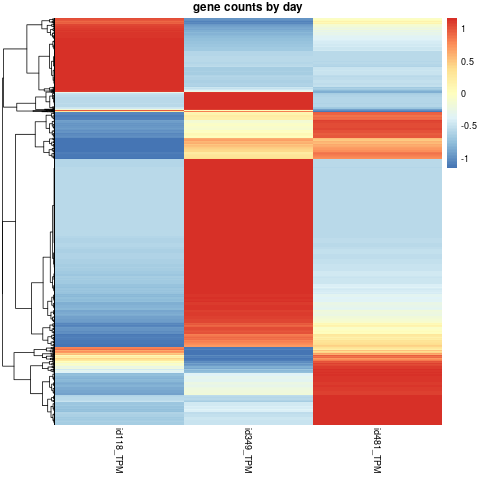 gene counts by day
1
0.5
0
-0.5
-1
id118_TPM
id349_TPM
id481_TPM